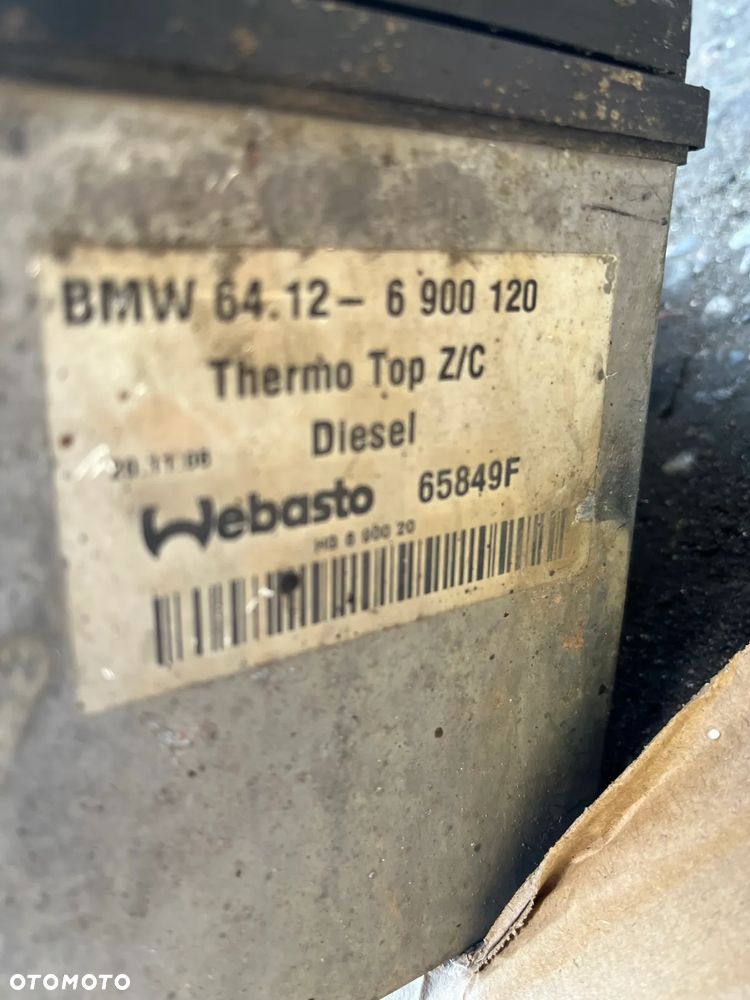 BMW 64.12 – 6 900 120
Thermo Top Z/C
Diesel
Webasto 65849F
OTOMOTO